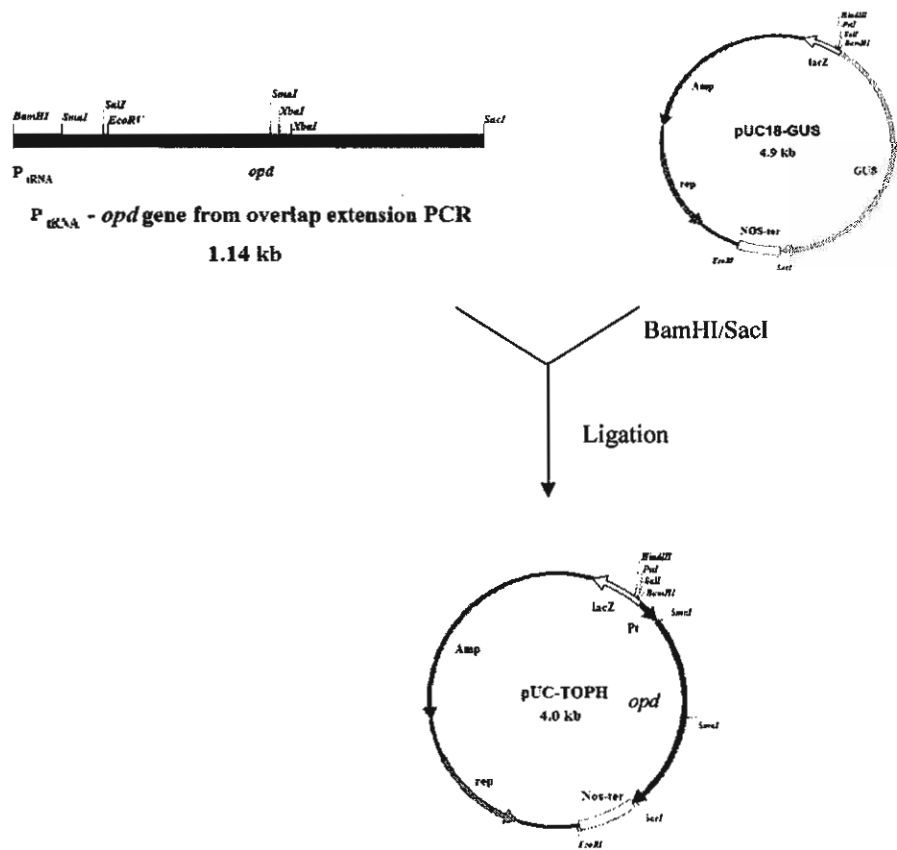 BamHI
SmaI
SalI
EcoRV
SmaI
XbaI
XbaI
SacI
P tRNA
opd
P tRNA - opd gene from overlap extension PCR
1.14 kb
HindIII
PstI
SalI
BamHI
lacZ
Amp
pUC18-GUS
4.9 kb
GUS
rep
NOS-ter
EcoRI
SacI
BamHI/SacI
Ligation
HindIII
PstI
SalI
BamHI
SmaI
lacZ
Pt
Amp
pUC-TOPH
4.0 kb
opd
SmaI
rep
Nos-ter
SacI
EcoRI